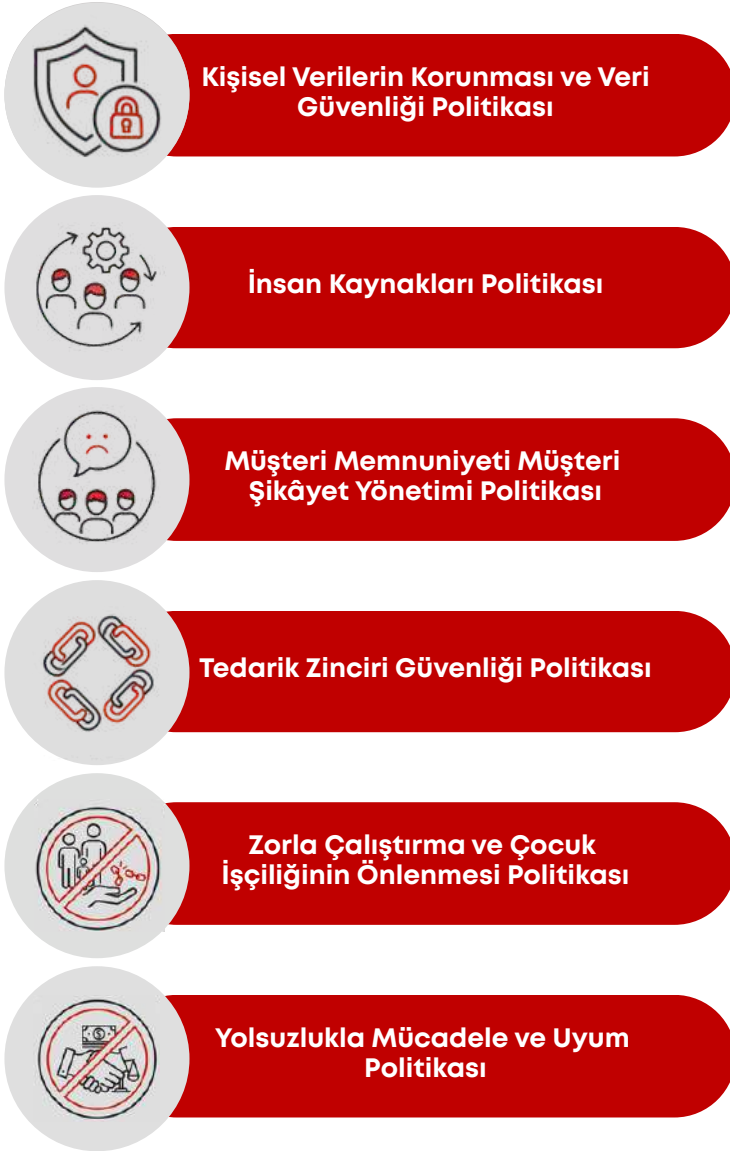 Kişisel Verilerin Korunması ve Veri
Güvenliği Politikası
İnsan Kaynakları Politikası
Müşteri Memnuniyeti Müşteri
Şikâyet Yönetimi Politikası
Tedarik Zinciri Güvenliği Politikası
Zorla Çalıştırma ve Çocuk
İşçiliğinin Önlenmesi Politikası
Yolsuzlukla Mücadele ve Uyum
Politikası